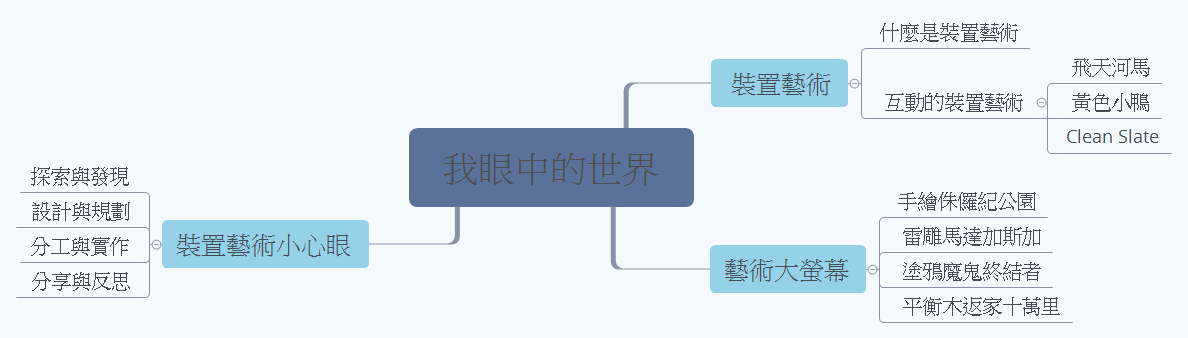 我眼中的世界
裝置藝術
什麼是裝置藝術
互動的裝置藝術
飛天河馬
黃色小鴨
Clean Slate
藝術大螢幕
手繪侏儸紀公園
雷雕馬達加斯加
塗鴉魔鬼終結者
平衡木返家十萬里
裝置藝術小心眼
探索與發現
設計與規劃
分工與實作
分享與反思